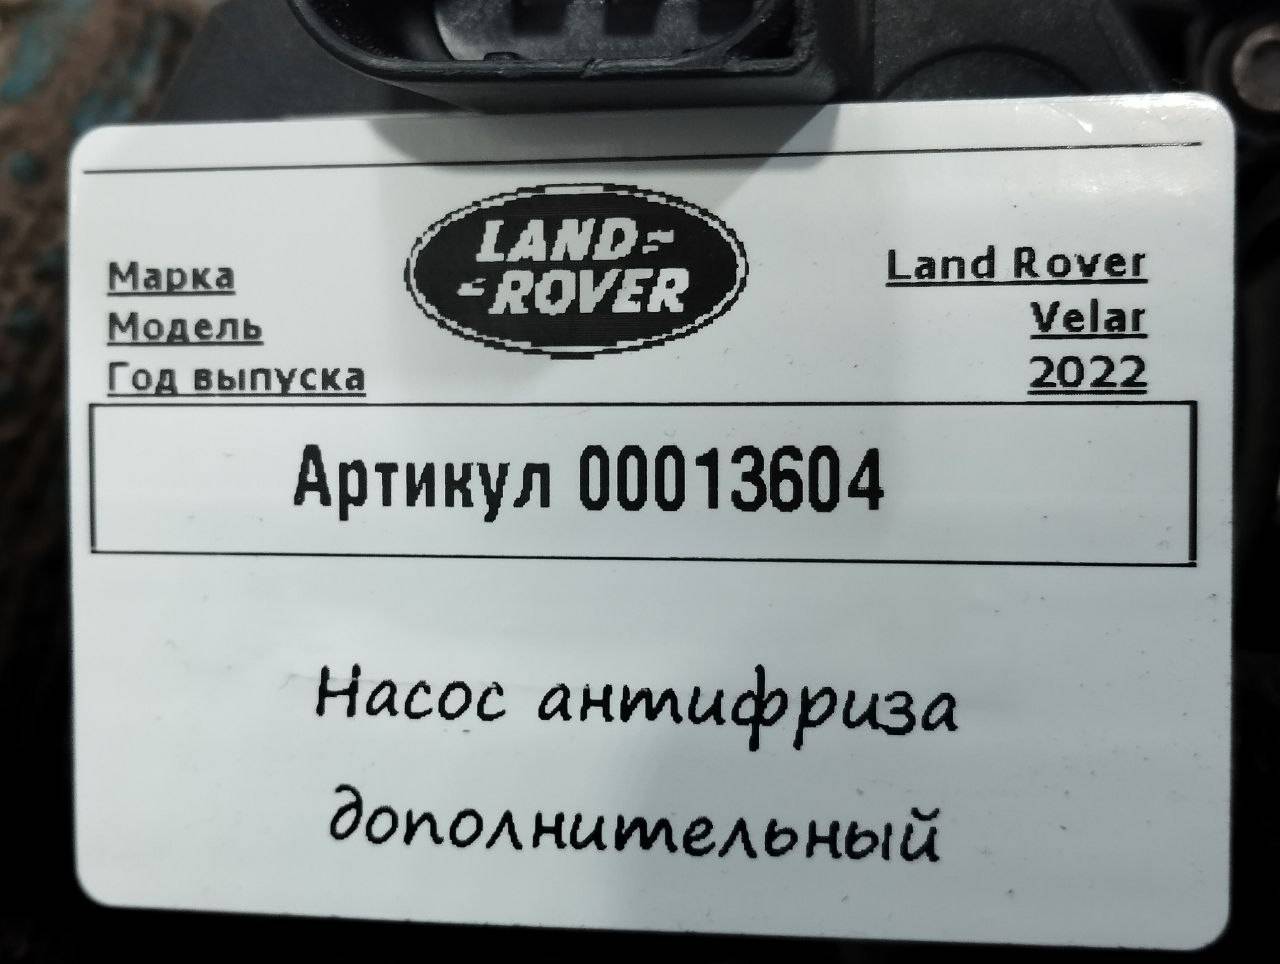 LAND
ROVER
Марка Land Rover
Модель Velar
Год выпуска 2022
Артикул 00013604
Насос антифриза
дополнительный